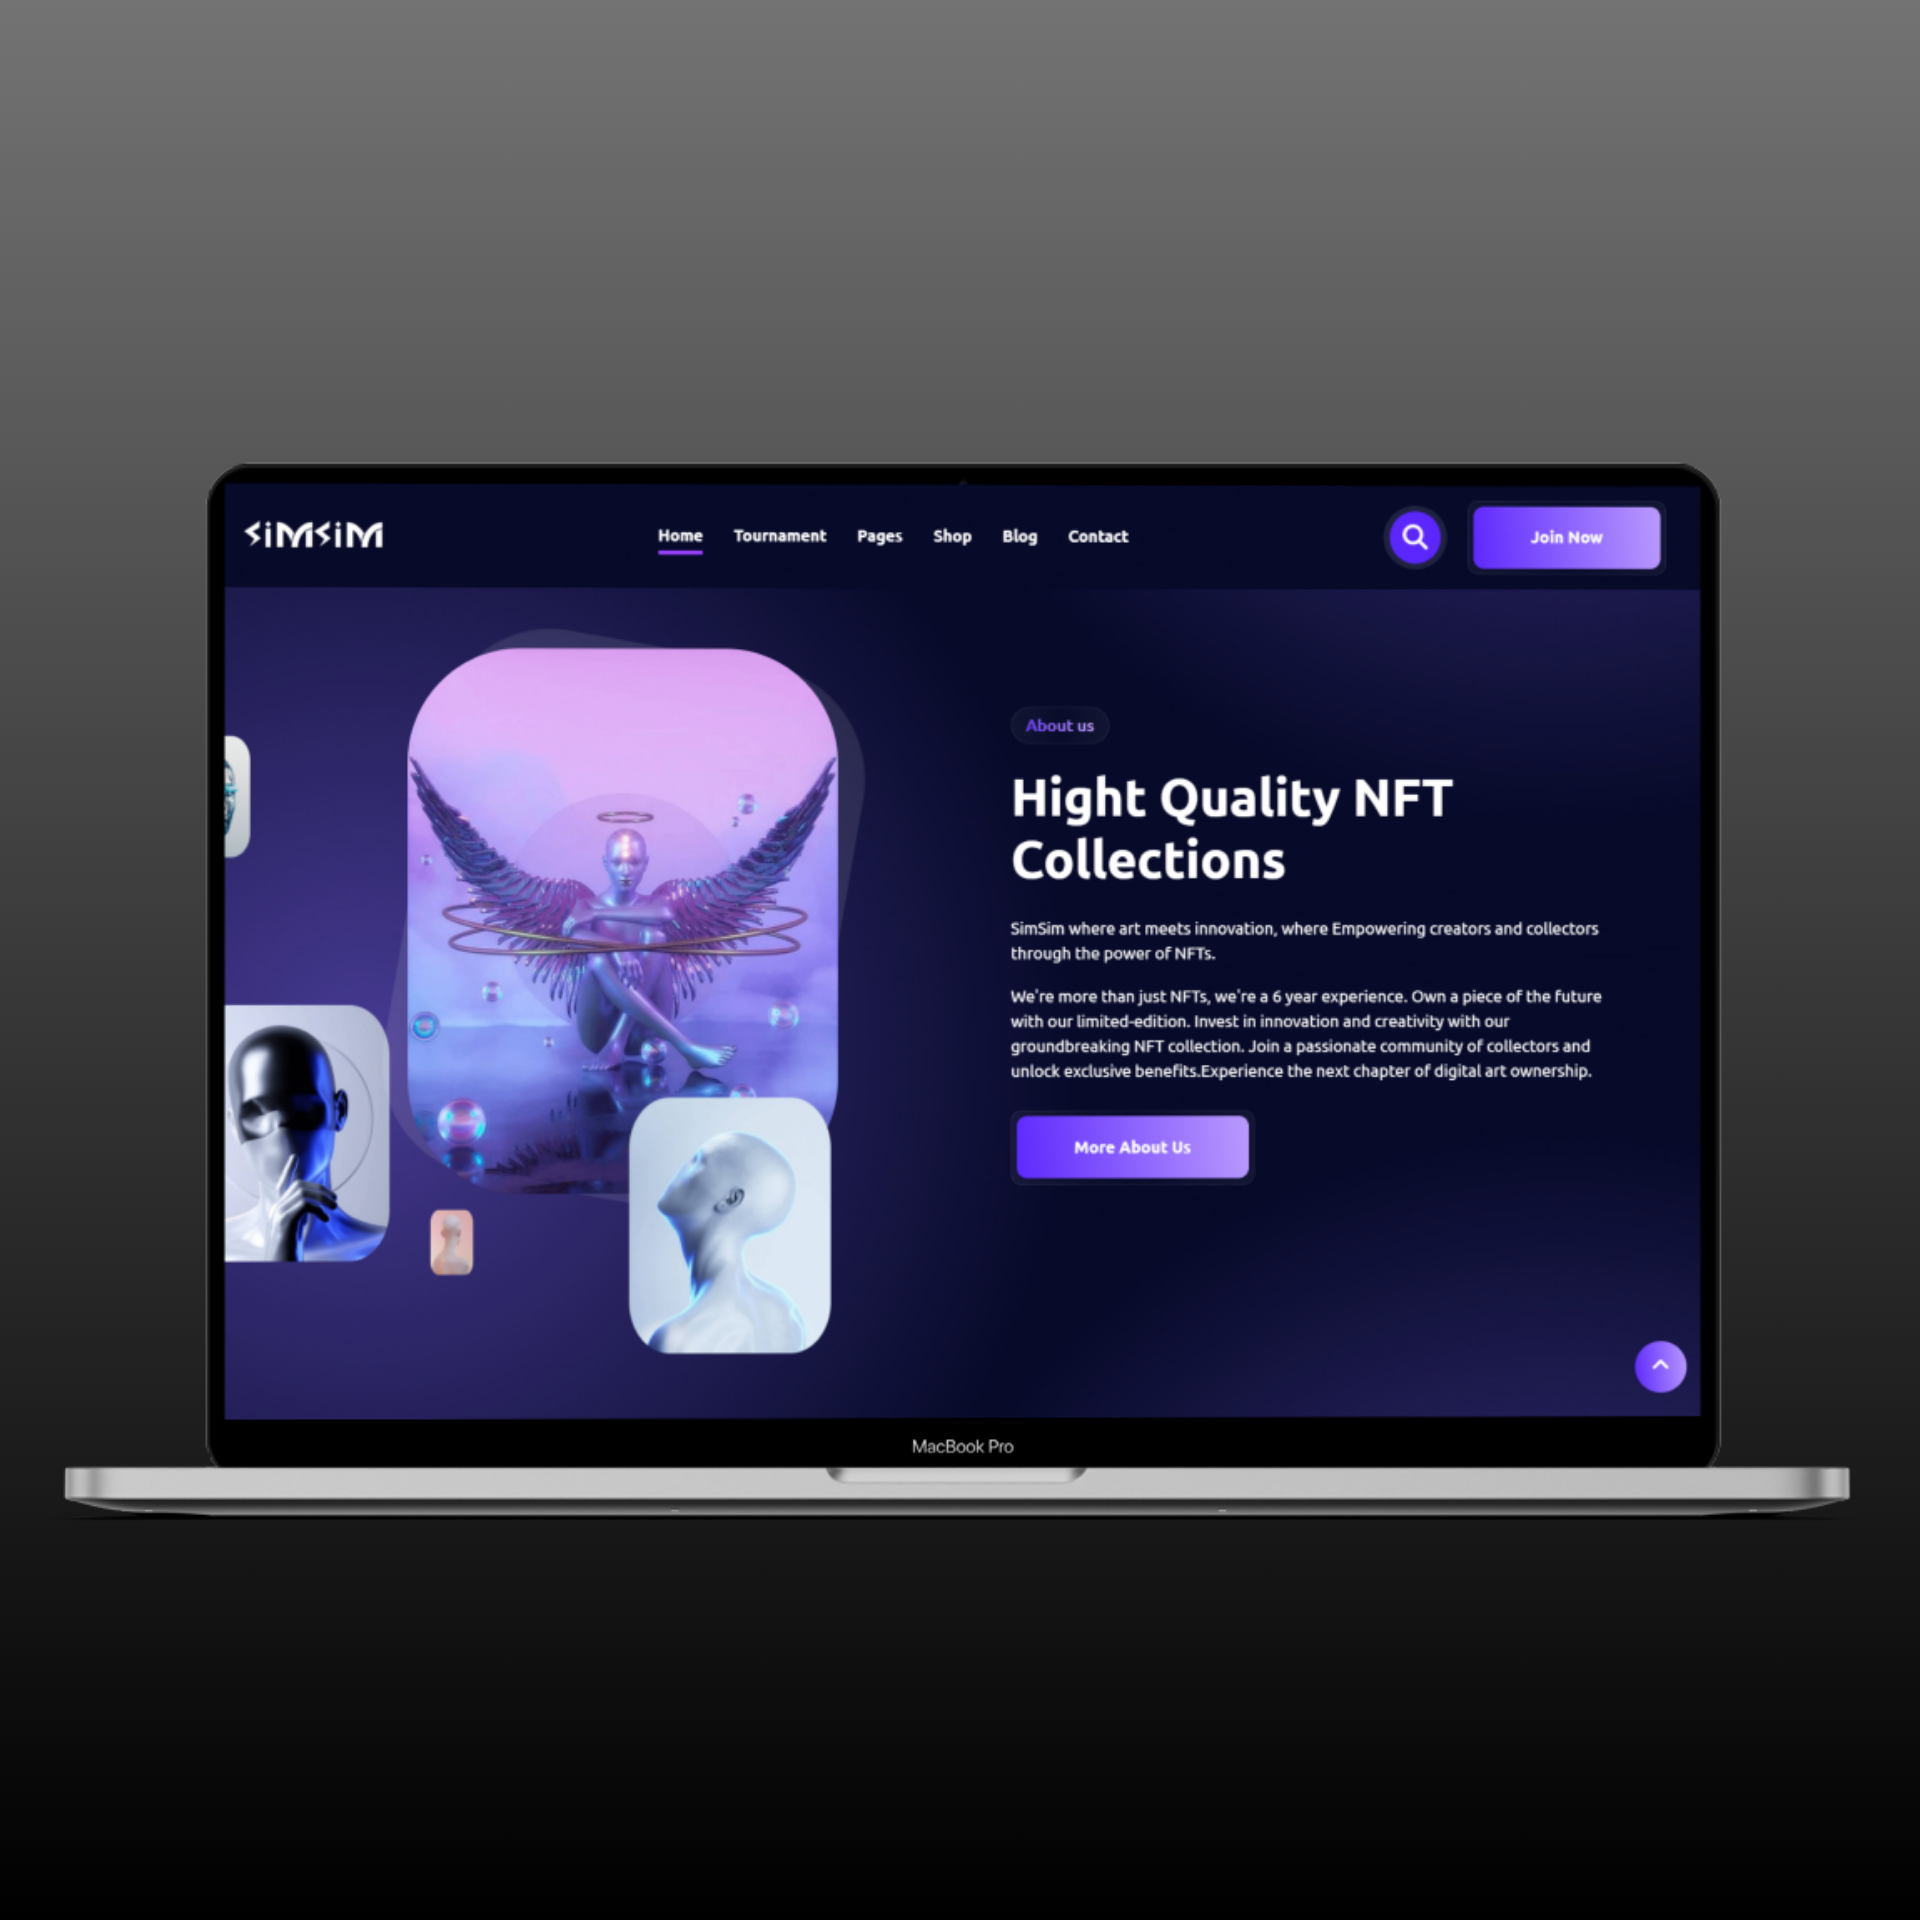 SiMSiM
Home Tournament Pages Shop Blog Contact
Join Now
About us
Hight Quality NFT
Collections
SimSim where art meets innovation, where Empowering creators and collectors
through the power of NFTs.
We're more than just NFTs, we're a 6 year experience. Own a piece of the future
with our limited-edition. Invest in innovation and creativity with our
groundbreaking NFT collection. Join a passionate community of collectors and
unlock exclusive benefits.Experience the next chapter of digital art ownership.
More About Us
MacBook Pro